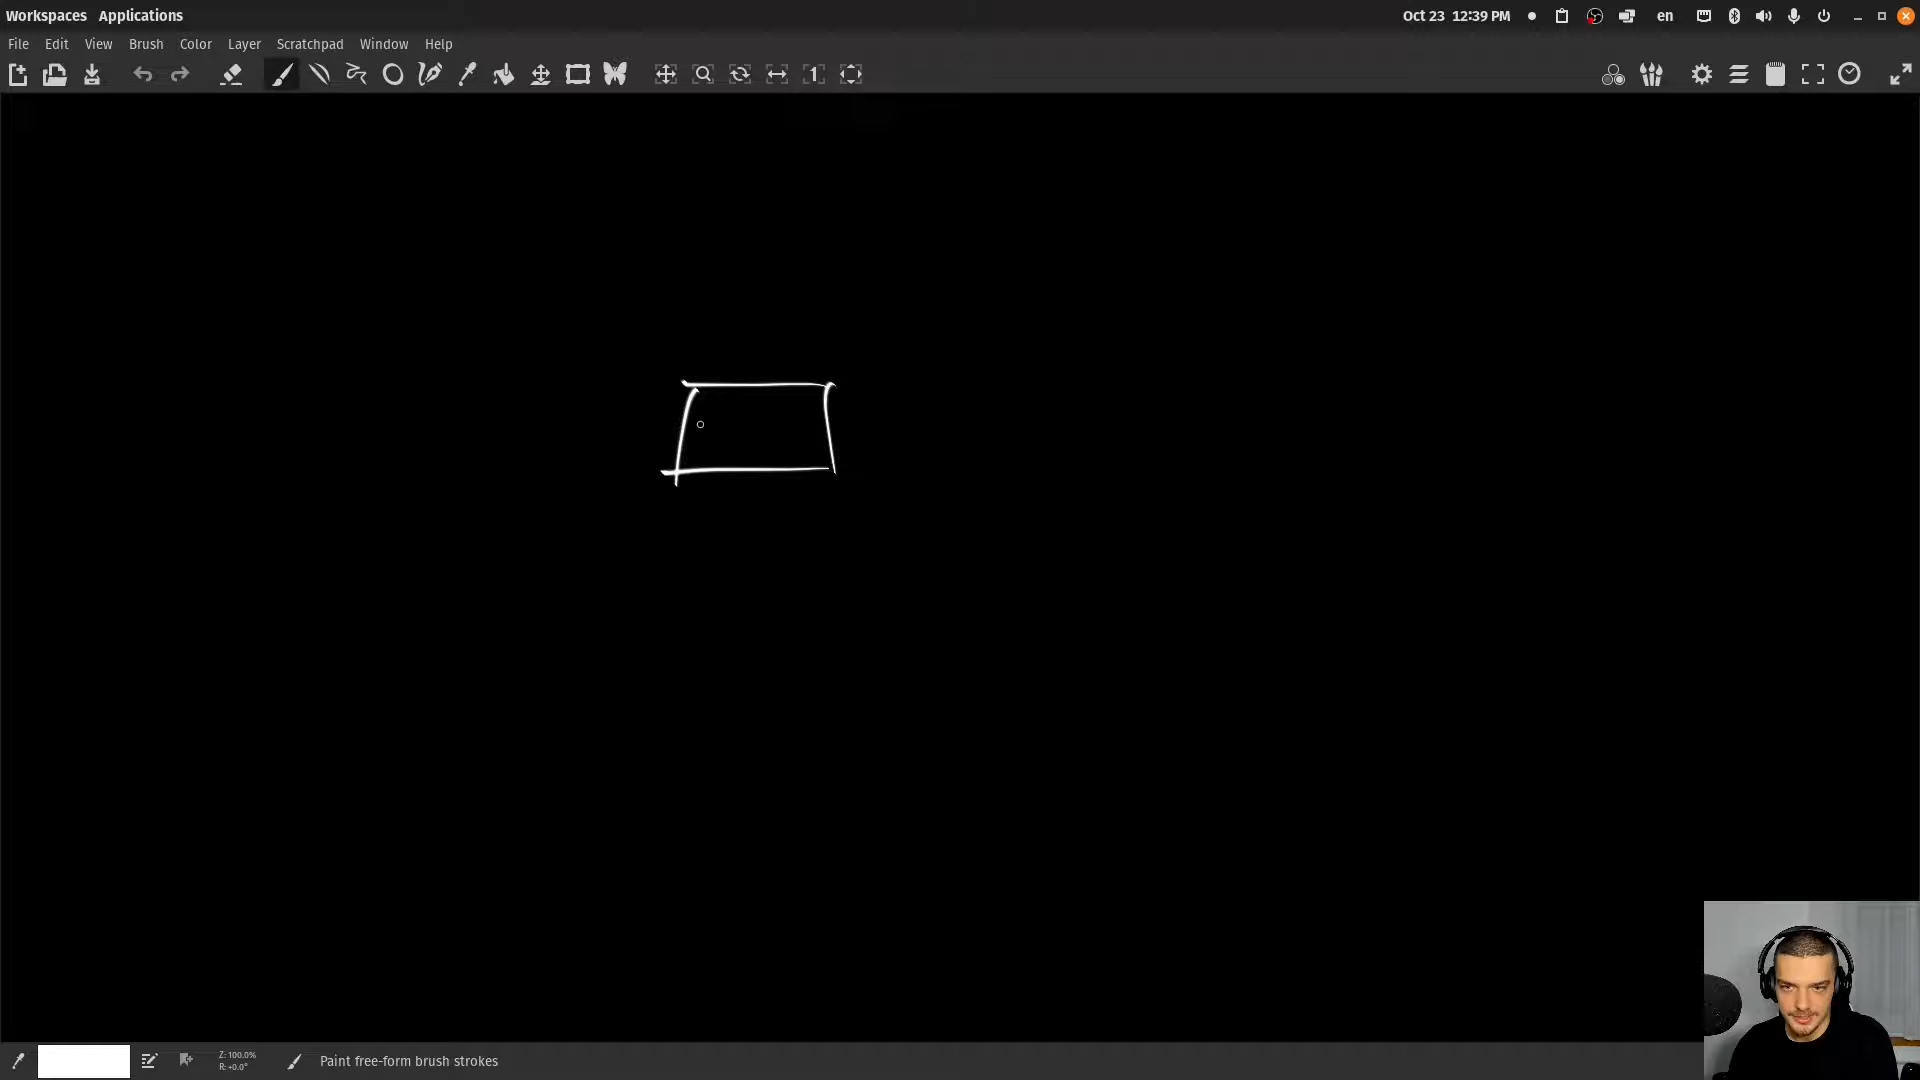 Workspaces Applications Oct 23 12:39 PM en
File Edit View Brush Color Layer Scratchpad Window Help
1
Z: 100.0%
R: +0.0°
Paint free-form brush strokes